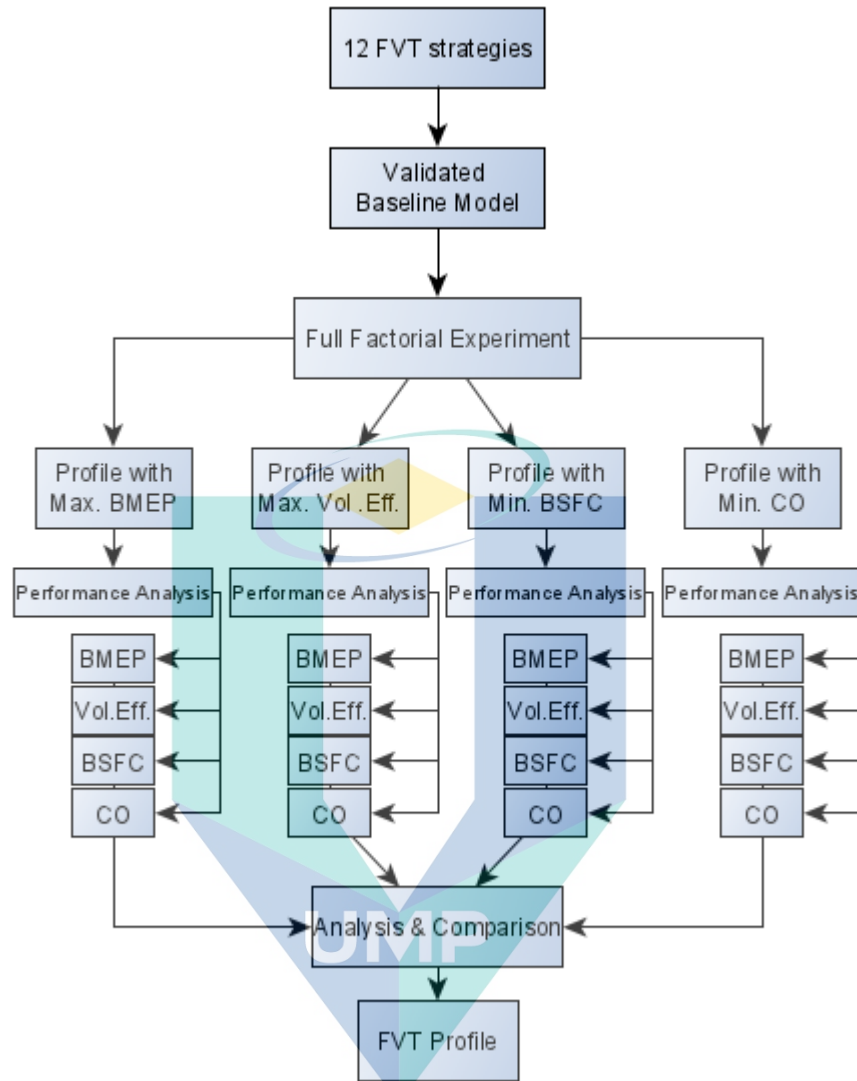 12 FVT strategies
Validated
Baseline Model
Full Factorial Experiment
Profile with
Max. BMEP
Profile with
Max. Vol .Eff.
Profile with
Min. BSFC
Profile with
Min. CO
Performance Analysis
Performance Analysis
Performance Analysis
Performance Analysis
BMEP
BMEP
BMEP
BMEP
Vol.Eff.
Vol.Eff.
Vol.Eff.
Vol.Eff.
BSFC
BSFC
BSFC
BSFC
CO
CO
CO
CO
Analysis & Comparison
UMP
FVT Profile